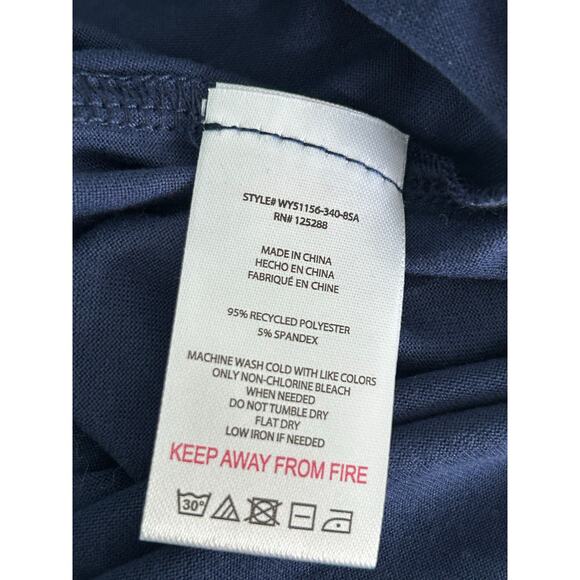 STYLE# WY51156-340-8SA
RN# 125288
MADE IN CHINA
HECHO EN CHINA
FABRIQUÉ EN CHINE
95% RECYCLED POLYESTER
5% SPANDEX
MACHINE WASH COLD WITH LIKE COLORS
ONLY NON-CHLORINE BLEACH
WHEN NEEDED
DO NOT TUMBLE DRY
FLAT DRY
LOW IRON IF NEEDED
KEEP AWAY FROM FIRE
30°